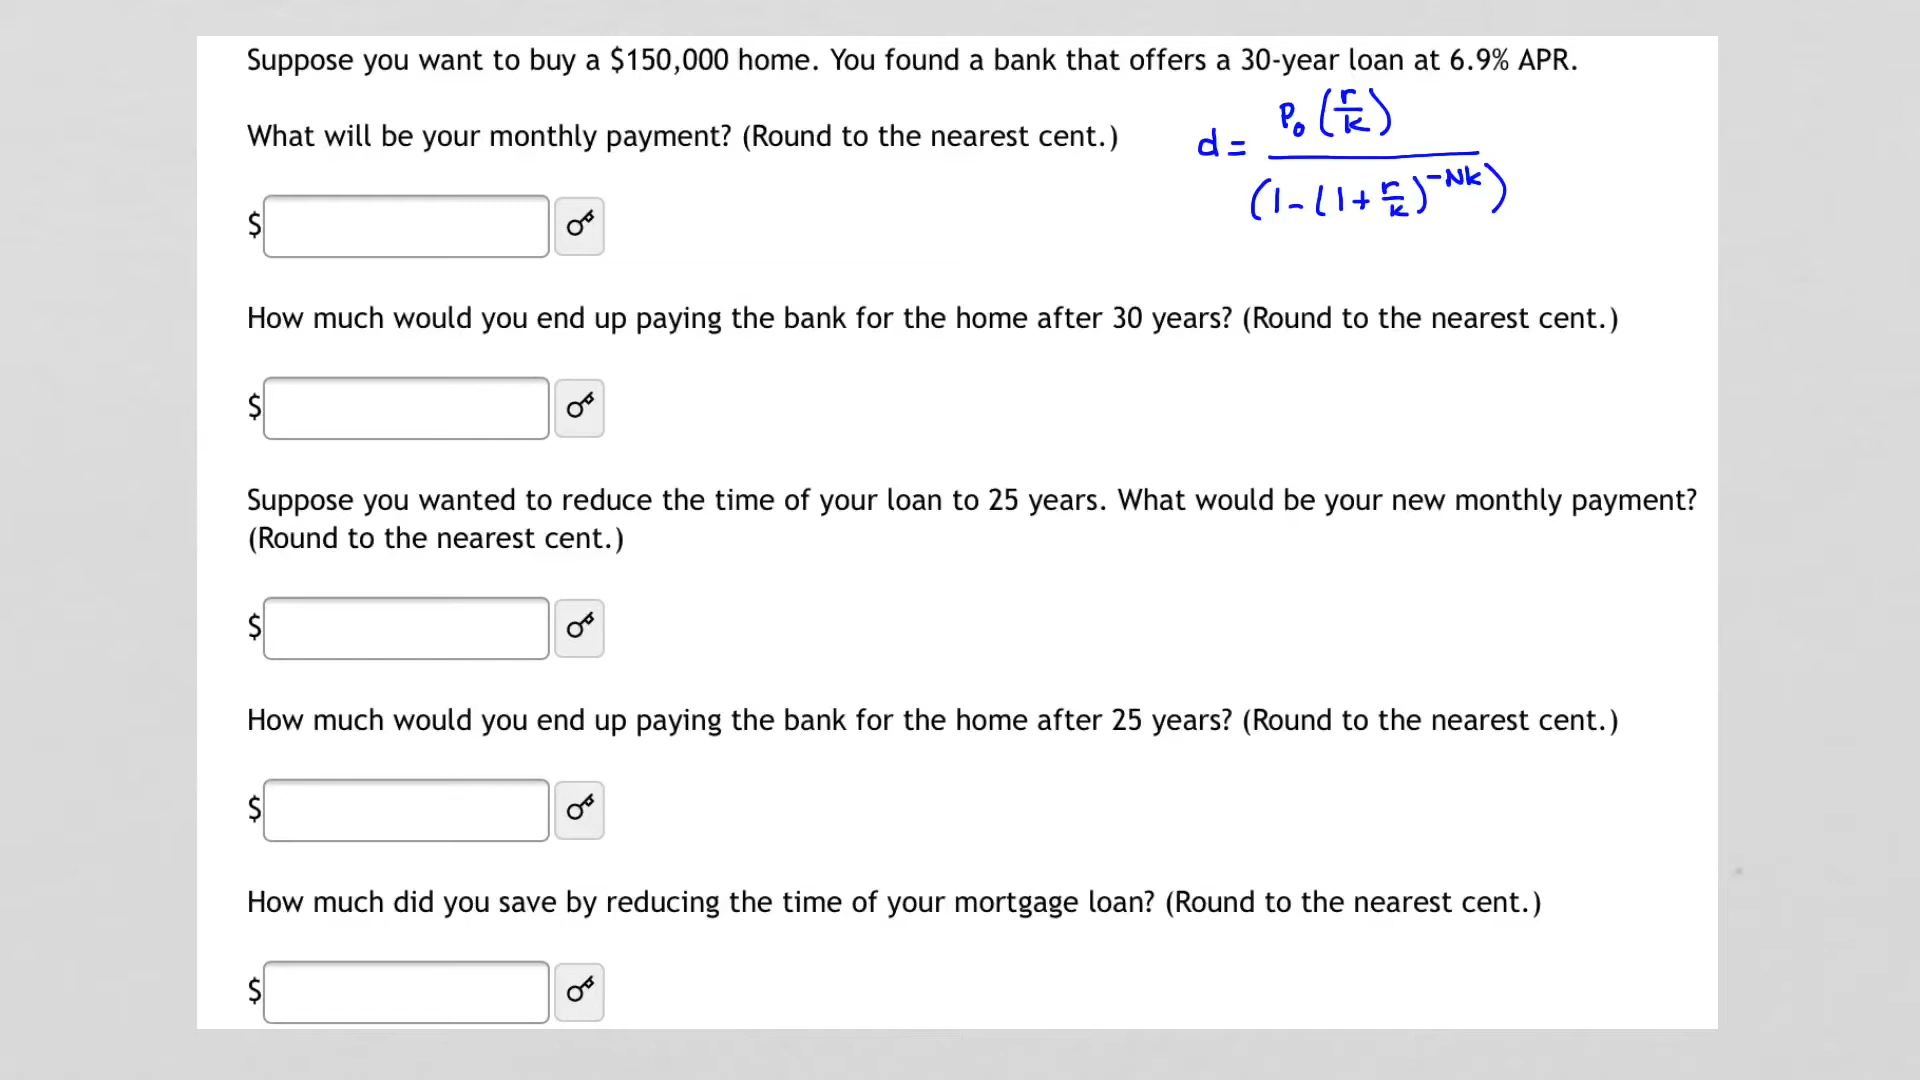 Suppose you want to buy a $150,000 home. You found a bank that offers a 30-year loan at 6.9% APR.
What will be your monthly payment? (Round to the nearest cent.)
d = P₀ (r/k) / (1-(1+r/k)^-Nk)
$
How much would you end up paying the bank for the home after 30 years? (Round to the nearest cent.)
$
Suppose you wanted to reduce the time of your loan to 25 years. What would be your new monthly payment?
(Round to the nearest cent.)
$
How much would you end up paying the bank for the home after 25 years? (Round to the nearest cent.)
$
How much did you save by reducing the time of your mortgage loan? (Round to the nearest cent.)
$